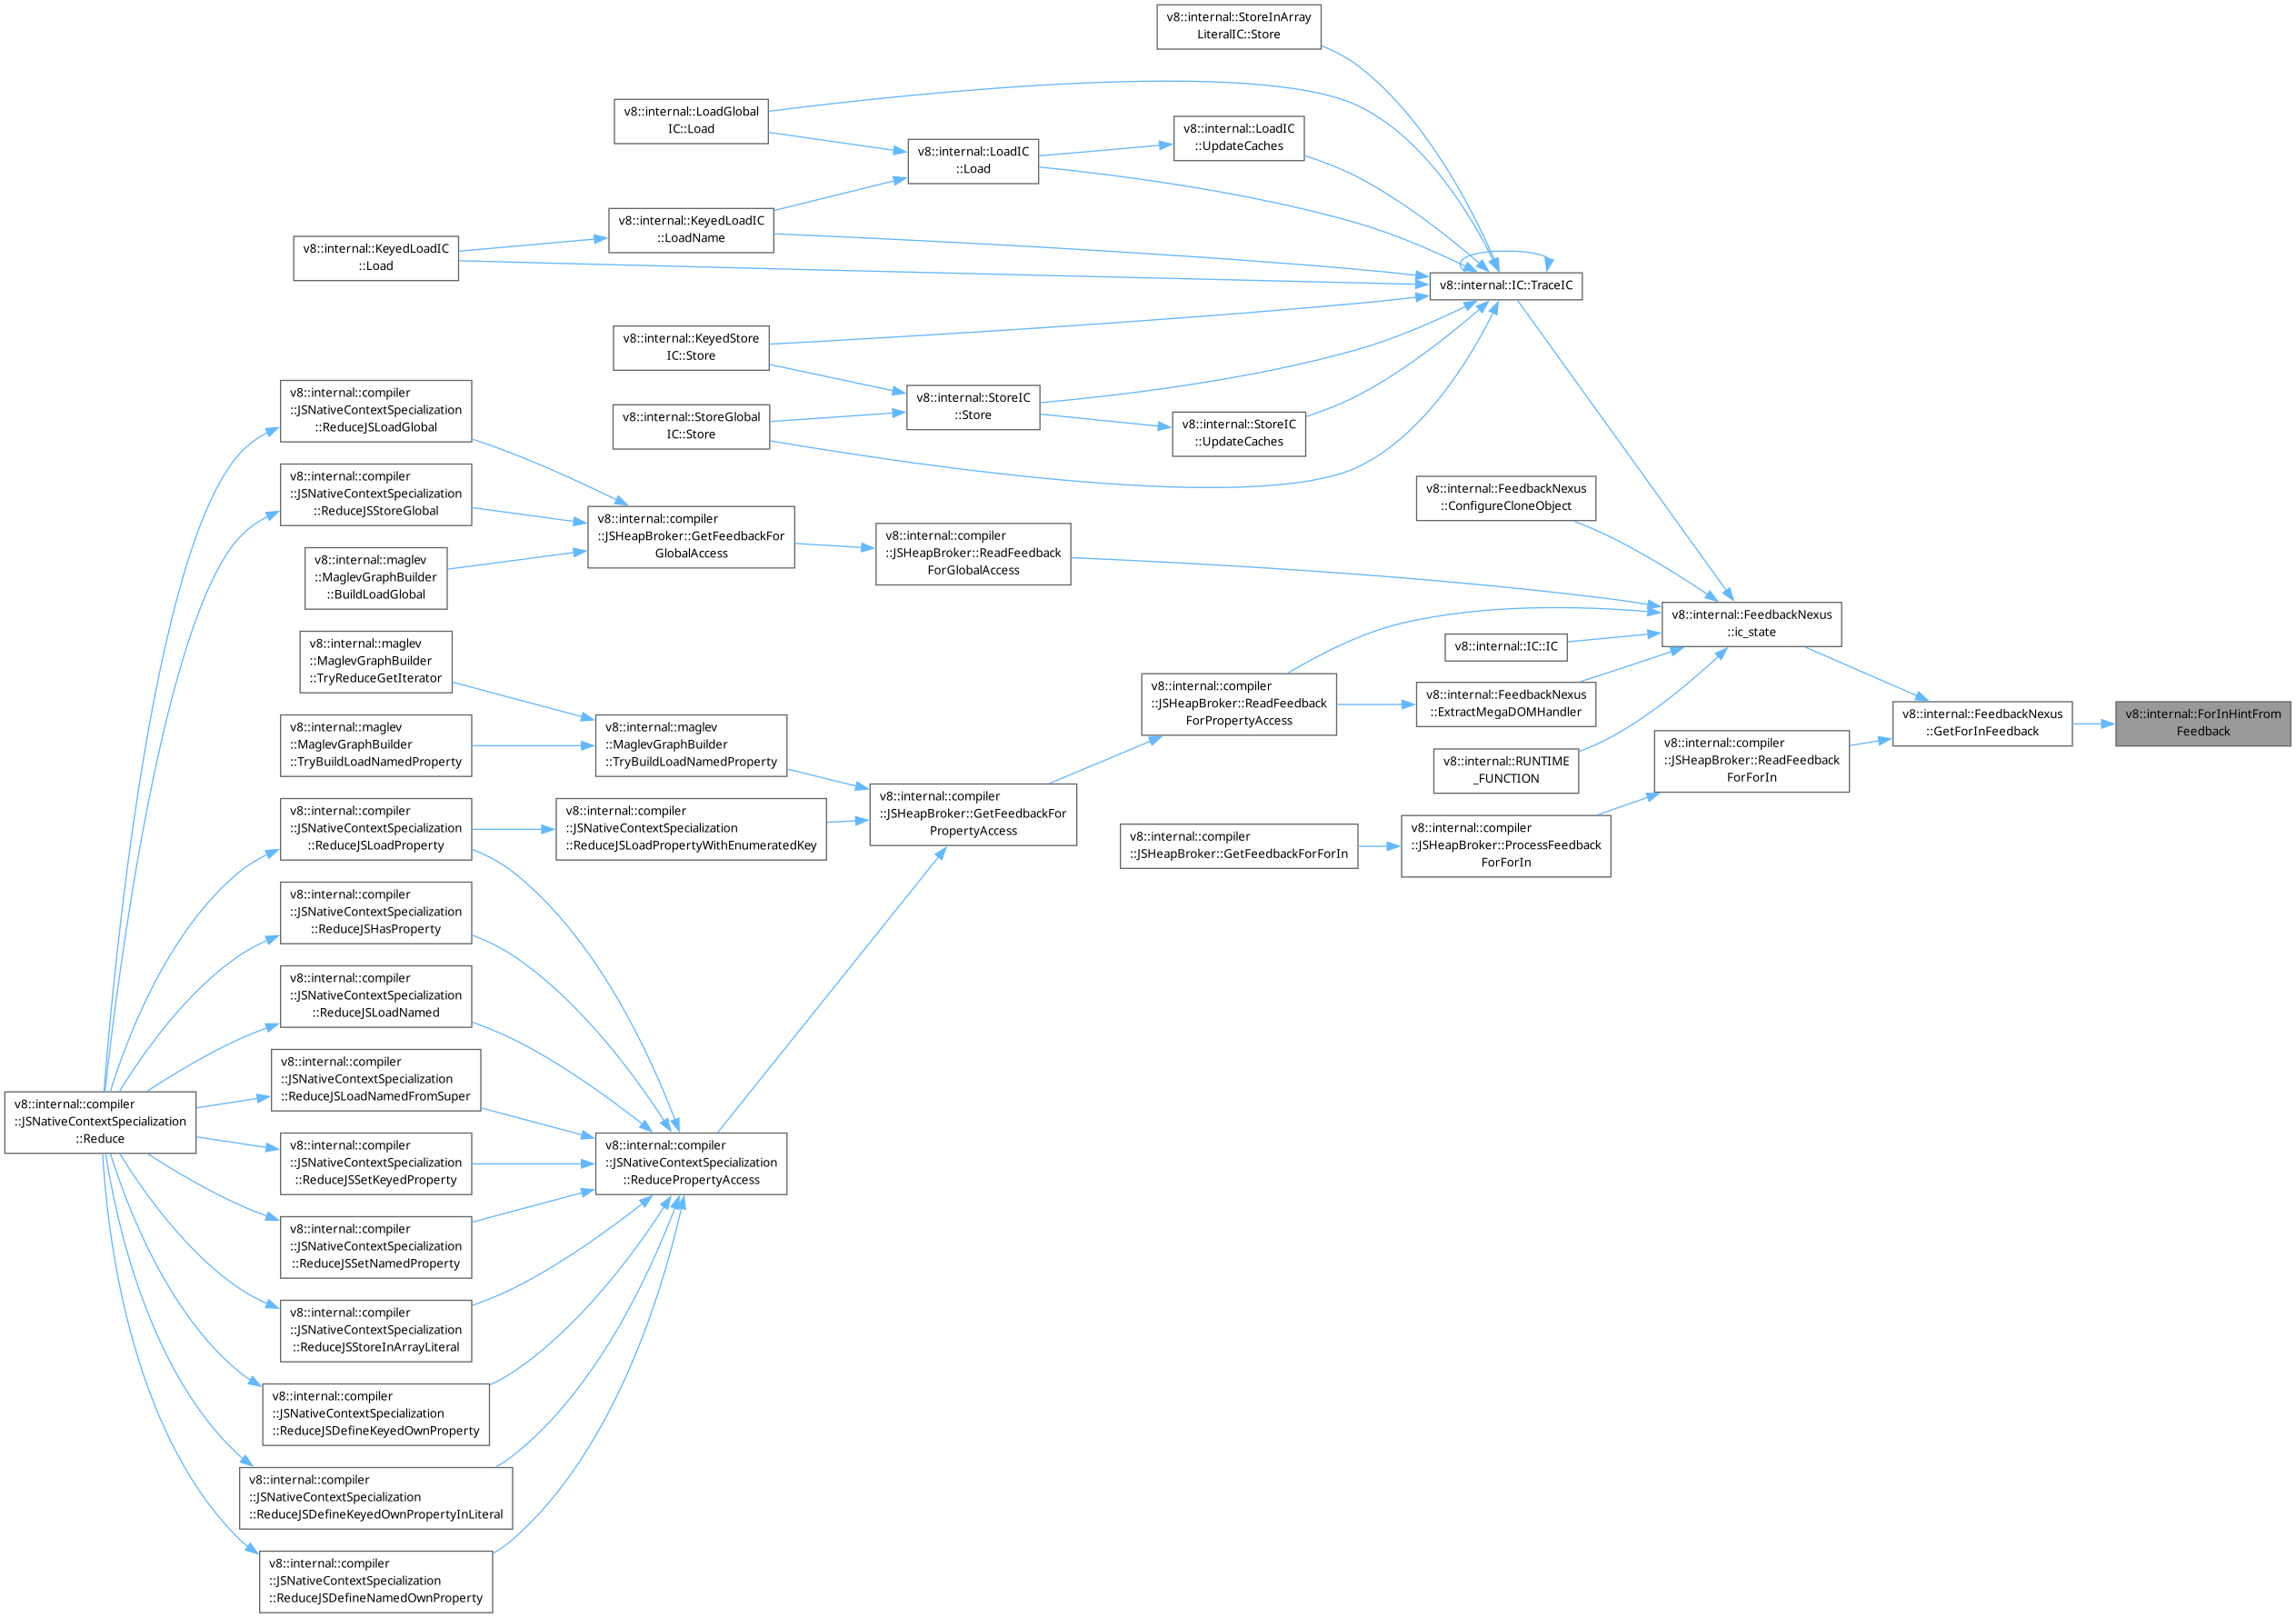 v8::internal::StoreInArray
LiteralIC::Store
v8::internal::LoadGlobal
IC::Load
v8::internal::LoadIC
::UpdateCaches
v8::internal::LoadIC
::Load
v8::internal::KeyedLoadIC
::LoadName
v8::internal::KeyedLoadIC
::Load
v8::internal::IC::TraceIC
v8::internal::KeyedStore
IC::Store
v8::internal::StoreIC
::Store
v8::internal::StoreGlobal
IC::Store
v8::internal::StoreIC
::UpdateCaches
v8::internal::compiler
::JSNativeContextSpecialization
::ReduceJSLoadGlobal
v8::internal::compiler
::JSNativeContextSpecialization
::ReduceJSStoreGlobal
v8::internal::maglev
::MaglevGraphBuilder
::BuildLoadGlobal
v8::internal::compiler
::JSHeapBroker::GetFeedbackFor
GlobalAccess
v8::internal::compiler
::JSHeapBroker::ReadFeedback
ForGlobalAccess
v8::internal::FeedbackNexus
::ConfigureCloneObject
v8::internal::FeedbackNexus
::ic_state
v8::internal::IC::IC
v8::internal::FeedbackNexus
::ExtractMegaDOMHandler
v8::internal::RUNTIME
_FUNCTION
v8::internal::compiler
::JSHeapBroker::ReadFeedback
ForPropertyAccess
v8::internal::FeedbackNexus
::GetForInFeedback
v8::internal::ForInHintFrom
Feedback
v8::internal::compiler
::JSHeapBroker::ReadFeedback
ForForIn
v8::internal::compiler
::JSHeapBroker::ProcessFeedback
ForForIn
v8::internal::compiler
::JSHeapBroker::GetFeedbackForForIn
v8::internal::compiler
::JSHeapBroker::GetFeedbackFor
PropertyAccess
v8::internal::maglev
::MaglevGraphBuilder
::TryReduceGetIterator
v8::internal::maglev
::MaglevGraphBuilder
::TryBuildLoadNamedProperty
v8::internal::maglev
::MaglevGraphBuilder
::TryBuildLoadNamedProperty
v8::internal::compiler
::JSNativeContextSpecialization
::ReduceJSLoadPropertyWithEnumeratedKey
v8::internal::compiler
::JSNativeContextSpecialization
::ReduceJSLoadProperty
v8::internal::compiler
::JSNativeContextSpecialization
::ReduceJSHasProperty
v8::internal::compiler
::JSNativeContextSpecialization
::ReduceJSLoadNamed
v8::internal::compiler
::JSNativeContextSpecialization
::ReduceJSLoadNamedFromSuper
v8::internal::compiler
::JSNativeContextSpecialization
::Reduce
v8::internal::compiler
::JSNativeContextSpecialization
::ReducePropertyAccess
v8::internal::compiler
::JSNativeContextSpecialization
::ReduceJSSetKeyedProperty
v8::internal::compiler
::JSNativeContextSpecialization
::ReduceJSSetNamedProperty
v8::internal::compiler
::JSNativeContextSpecialization
::ReduceJSStoreInArrayLiteral
v8::internal::compiler
::JSNativeContextSpecialization
::ReduceJSDefineKeyedOwnProperty
v8::internal::compiler
::JSNativeContextSpecialization
::ReduceJSDefineKeyedOwnPropertyInLiteral
v8::internal::compiler
::JSNativeContextSpecialization
::ReduceJSDefineNamedOwnProperty